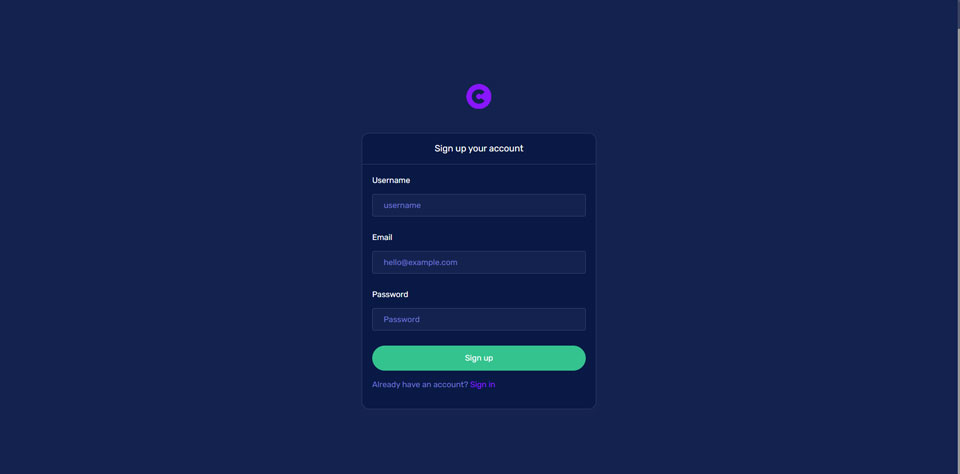 C
Sign up your account
Username
username
Email
hello@example.com
Password
Password
Sign up
Already have an account? Sign in